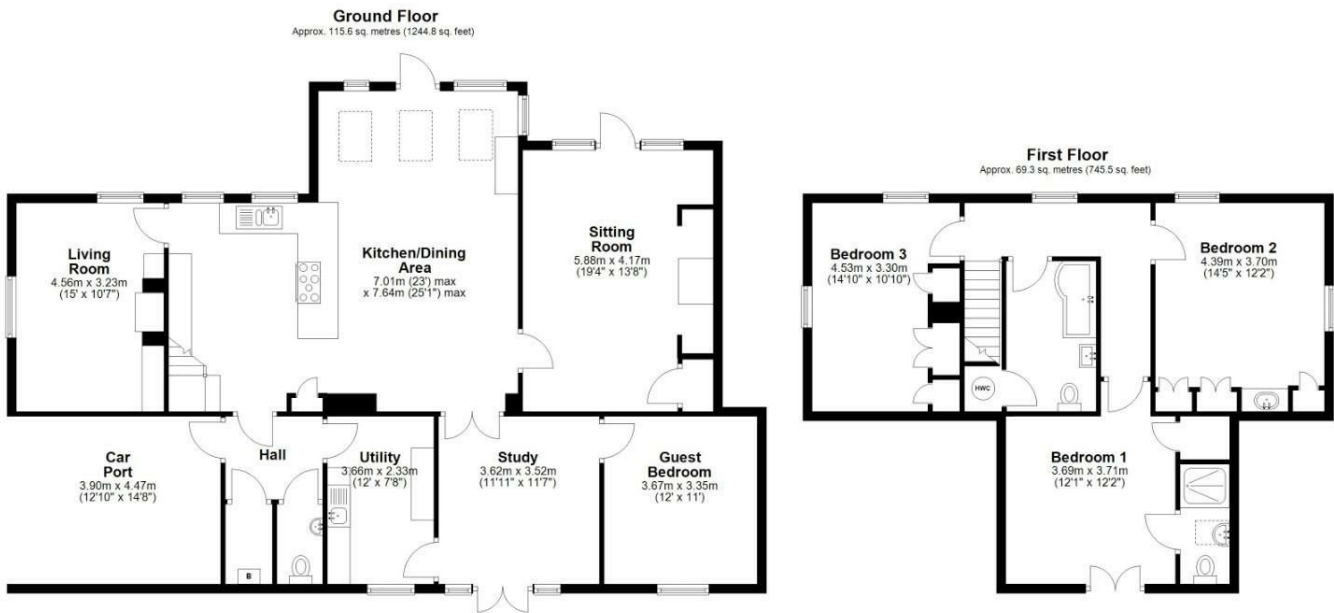 Ground Floor
Approx. 115.6 sq. metres (1244.8 sq. feet)
Living
Room
4.56m x 3.23m
(15' x 10'7")
Kitchen/Dining
Area
7.01m (23') max
x 7.64m (25'1") max
Sitting
Room
5.88m x 4.17m
(19'4" x 13'8")
Car
Port
3.90m x 4.47m
(12'10" x 14'8")
Hall
Utility
3.66m x 2.33m
(12' x 7'8")
Study
3.62m x 3.52m
(11'11" x 11'7")
Guest
Bedroom
3.67m x 3.35m
(12' x 11')
B
First Floor
Approx. 69.3 sq. metres (745.5 sq. feet)
Bedroom 3
4.53m x 3.30m
(14'10" x 10'10")
Bedroom 2
4.39m x 3.70m
(14'5" x 12'2")
HWC
Bedroom 1
3.69m x 3.71m
(12'1" x 12'2")